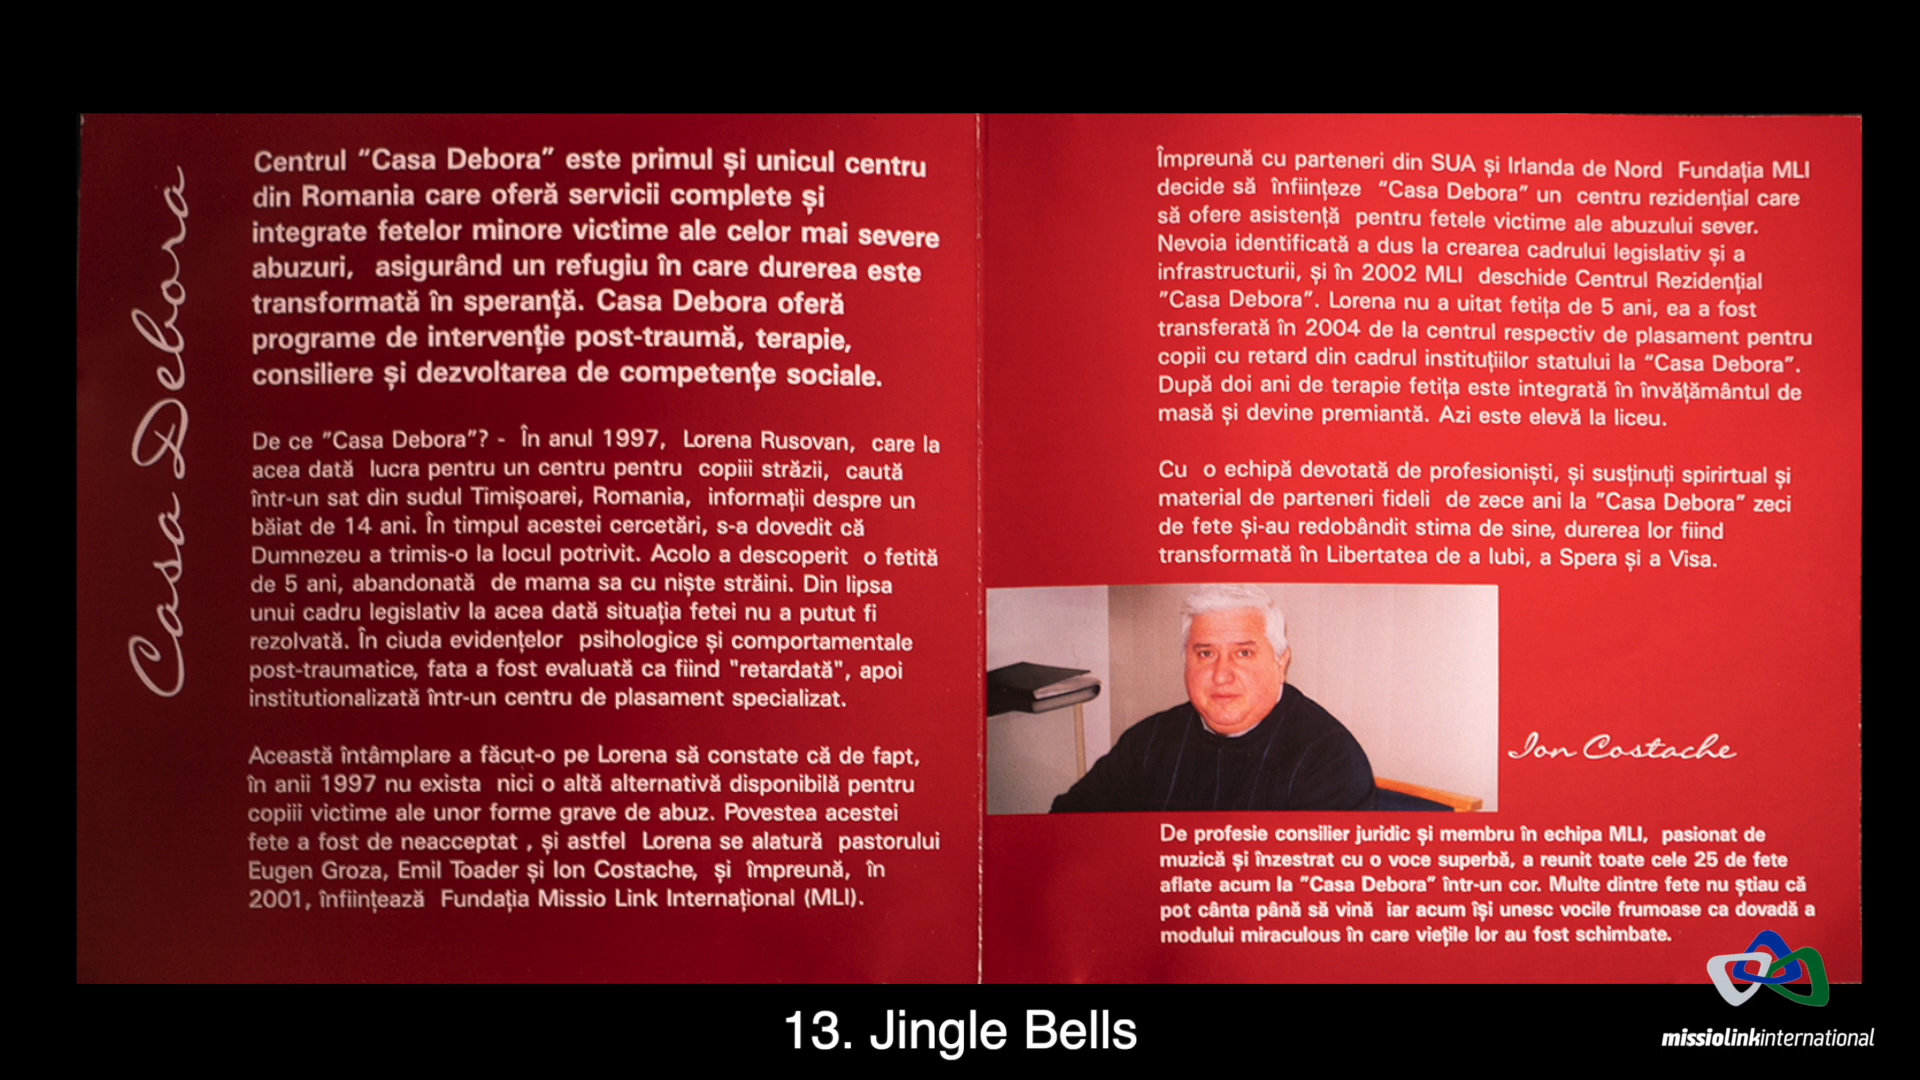 Casa Debora
Centrul "Casa Debora" este primul și unicul centru
din Romania care oferă servicii complete și
integrate fetelor minore victime ale celor mai severe
abuzuri, asigurând un refugiu în care durerea este
transformată în speranță. Casa Debora oferă
programe de intervenție post-traumă, terapie,
consiliere și dezvoltarea de competențe sociale.
De ce "Casa Debora"? - În anul 1997, Lorena Rusovan, care la
acea dată lucra pentru un centru pentru copiii străzii, caută
într-un sat din sudul Timișoarei, Romania, informații despre un
băiat de 14 ani. În timpul acestei cercetări, s-a dovedit că
Dumnezeu a trimis-o la locul potrivit. Acolo a descoperit o fetită
de 5 ani, abandonată de mama sa cu niște străini. Din lipsa
unui cadru legislativ la acea dată situația fetei nu a putut fi
rezolvată. În ciuda evidențelor psihologice și comportamentale
post-traumatice, fata a fost evaluată ca fiind "retardată", apoi
instituționalizată într-un centru de plasament specializat.
Această întâmplare a făcut-o pe Lorena să constate că de fapt,
în anii 1997 nu exista nici o altă alternativă disponibilă pentru
copiii victime ale unor forme grave de abuz. Povestea acestei
fete a fost de neacceptat , și astfel Lorena se alatură pastorului
Eugen Groza, Emil Toader și Ion Costache, și împreună, în
2001, înființează Fundația Missio Link Internațional (MLI).
Împreună cu parteneri din SUA și Irlanda de Nord Fundația MLI
decide să înființeze "Casa Debora" un centru rezidențial care
să ofere asistență pentru fetele victime ale abuzului sever.
Nevoia identificată a dus la crearea cadrului legislativ și a
infrastructurii, și în 2002 MLI deschide Centrul Rezidențial
"Casa Debora". Lorena nu a uitat fetița de 5 ani, ea a fost
transferată în 2004 de la centrul respectiv de plasament pentru
copii cu retard din cadrul instituțiilor statului la "Casa Debora".
După doi ani de terapie fetița este integrată în învățământul de
masă și devine premiantă. Azi este elevă la liceu.
Cu o echipă devotată de profesioniști, și susținuți spirirtual și
material de parteneri fideli de zece ani la "Casa Debora" zeci
de fete și-au redobândit stima de sine, durerea lor fiind
transformată în Libertatea de a Iubi, a Spera și a Visa.
Ion Costache
De profesie consilier juridic și membru în echipa MLI, pasionat de
muzică și înzestrat cu o voce superbă, a reunit toate cele 25 de fete
aflate acum la "Casa Debora" într-un cor. Multe dintre fete nu știau că
pot cânta până să vină iar acum își unesc vocile frumoase ca dovadă a
modului miraculous în care viețile lor au fost schimbate.
13. Jingle Bells
missiolinkinternational